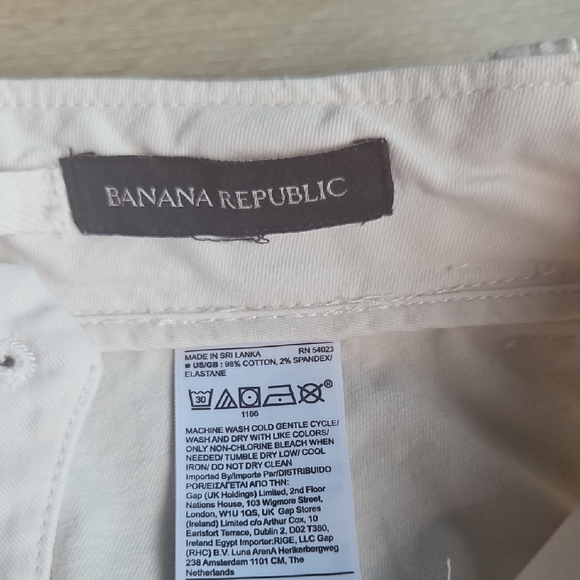 BANANA REPUBLIC
MADE IN SRI LANKA RN 54023
■ US/GB : 98% COTTON, 2% SPANDEX/
ELASTANE
30 ®
1166
MACHINE WASH COLD GENTLE CYCLE/
WASH AND DRY WITH LIKE COLORS/
ONLY NON-CHLORINE BLEACH WHEN
NEEDED/ TUMBLE DRY LOW/ COOL
IRON/ DO NOT DRY CLEAN
Imported By/Importe Par/DISTRIBUIDO
POR/ΕΙΣΑΓΕΤΑΙ ΑΠΟ ΤΗΝ:
Gap (UK Holdings) Limited, 2nd Floor
Nations House, 103 Wigmore Street,
London, W1U 1QS, UK Gap Stores
(Ireland) Limited c/o Arthur Cox, 10
Earlsfort Terrace, Dublin 2, D02 T380,
Ireland Egypt Importer:RIGE, LLC Gap
(RHC) B.V. Luna ArenA Herikerbergweg
238 Amsterdam 1101 CM, The
Netherlands